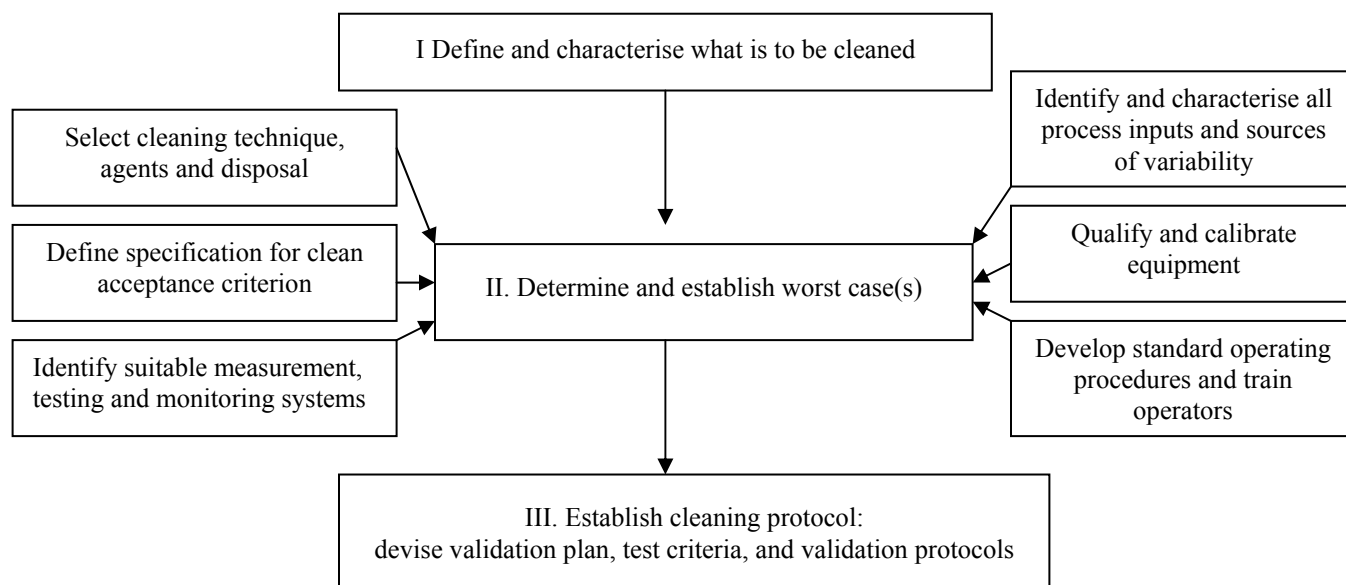 I Define and characterise what is to be cleaned
Select cleaning technique,
agents and disposal
Define specification for clean
acceptance criterion
Identify suitable measurement,
testing and monitoring systems
II. Determine and establish worst case(s)
Identify and characterise all
process inputs and sources
of variability
Qualify and calibrate
equipment
Develop standard operating
procedures and train
operators
III. Establish cleaning protocol:
devise validation plan, test criteria, and validation protocols